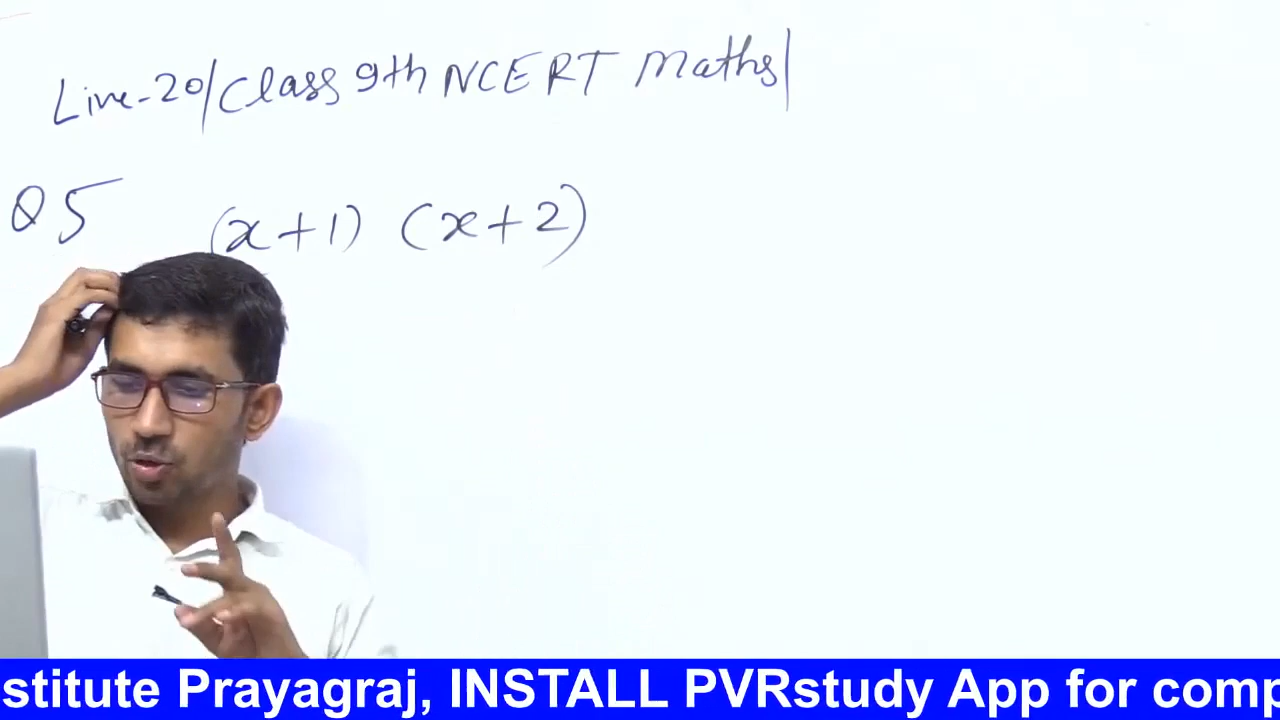 Live-20/Class 9th NCERT Maths|
Q5 (x+1) (x+2)
stitute Prayagraj, INSTALL PVRstudy App for comp